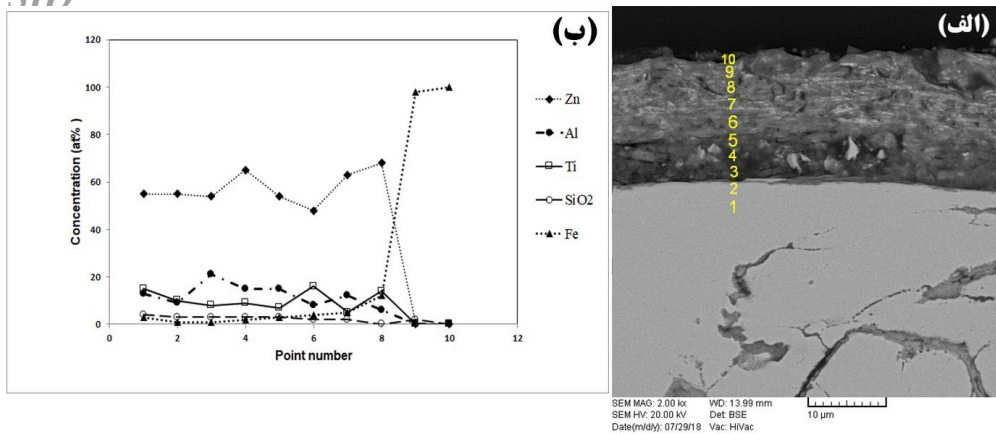 (ب)
120
100
80
60
40
20
0
Concentration (at%)
0 2 4 6 8 10 12
Point number
Zn
Al
Ti
SiO2
Fe
(الف)
10
9
8
7
6
5
4
3
2
1
SEM MAG: 2.00 kx WD: 13.99 mm
SEM HV: 20.00 kV Det: BSE 10 µm
Date(m/d/y): 07/29/18 Vac: HiVac